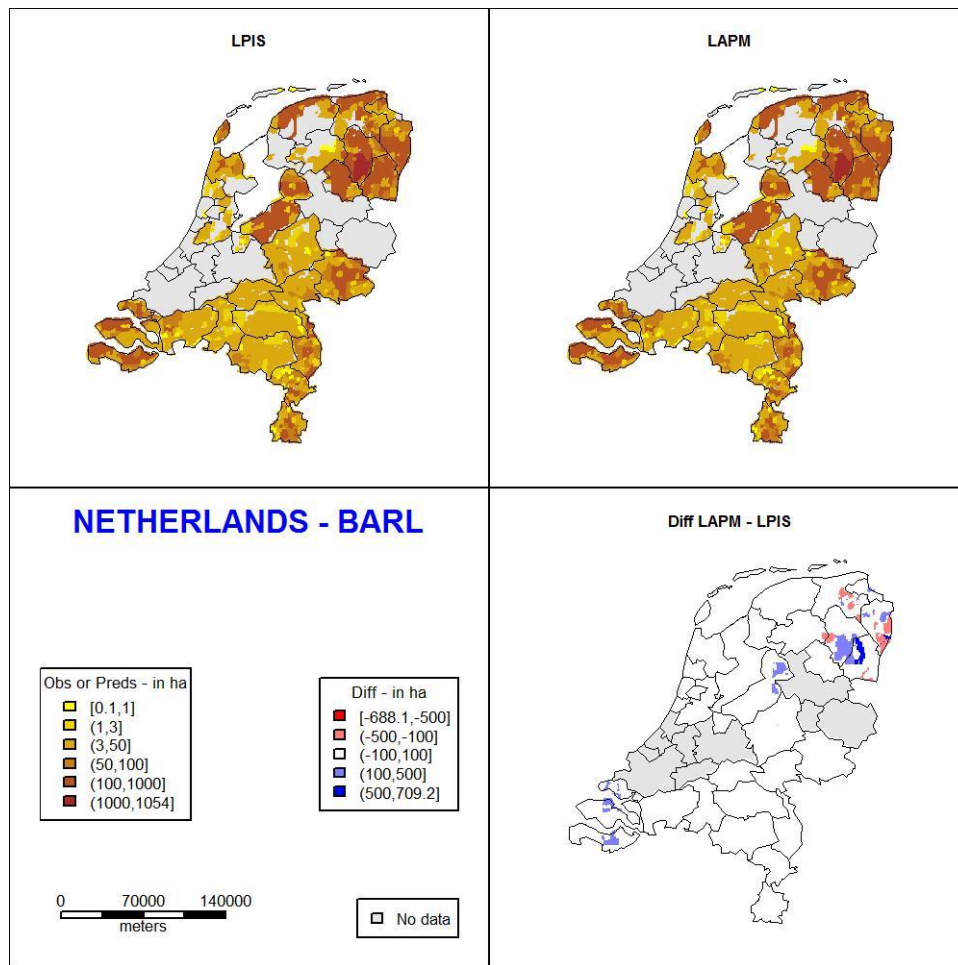 LPIS
LAPM
NETHERLANDS - BARL
Diff LAPM - LPIS
Obs or Preds - in ha
[0.1,1]
(1,3]
(3,50]
(50,100]
(100,1000]
(1000,1054]
Diff - in ha
[-688.1,-500]
(-500,-100]
(-100,100]
(100,500]
(500,709.2]
0 70000 140000
meters
No data